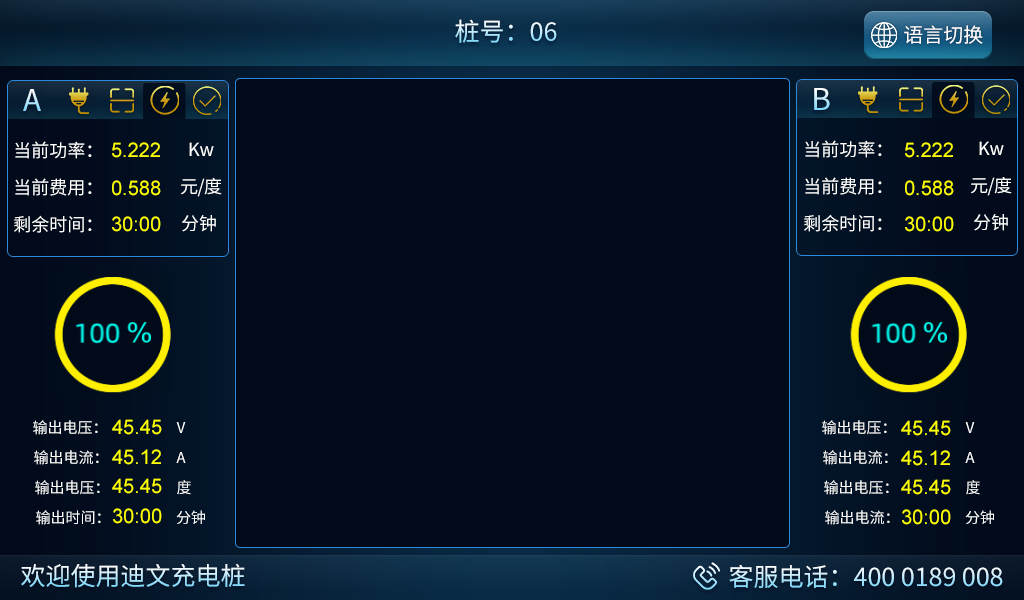 桩号：06
语言切换
A
当前功率： 5.222 Kw
当前费用： 0.588 元/度
剩余时间： 30:00 分钟
100 %
输出电压： 45.45 V
输出电流： 45.12 A
输出电压： 45.45 度
输出时间： 30:00 分钟
B
当前功率： 5.222 Kw
当前费用： 0.588 元/度
剩余时间： 30:00 分钟
100 %
输出电压： 45.45 V
输出电流： 45.12 A
输出电压： 45.45 度
输出电流： 30:00 分钟
欢迎使用迪文充电桩
客服电话：400 0189 008